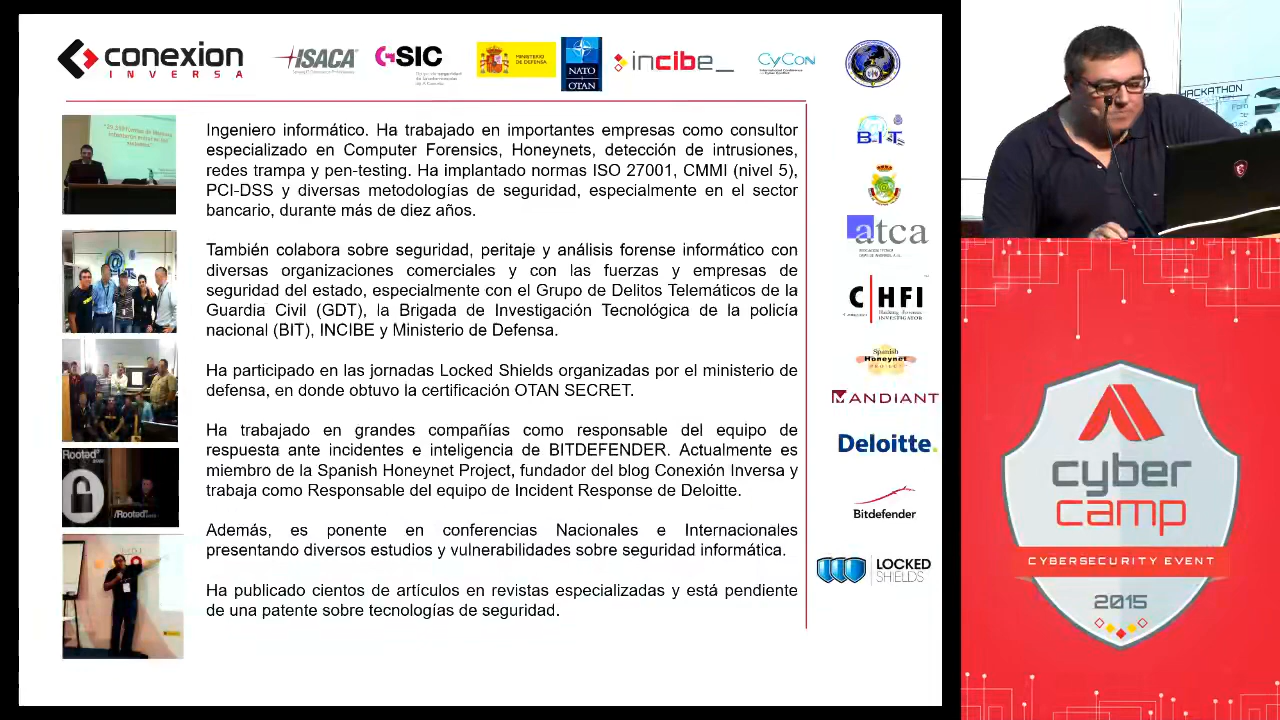 conexion
INVERSA
ISACA
SIC
MINISTERIO
DE DEFENSA
NATO
OTAN
incibe_
CyCon
HACKATHON
Ingeniero informático. Ha trabajado en importantes empresas como consultor
especializado en Computer Forensics, Honeynets, detección de intrusiones,
redes trampa y pen-testing. Ha implantado normas ISO 27001, CMMI (nivel 5),
PCI-DSS y diversas metodologías de seguridad, especialmente en el sector
bancario, durante más de diez años.
También colabora sobre seguridad, peritaje y análisis forense informático con
diversas organizaciones comerciales y con las fuerzas y empresas de
seguridad del estado, especialmente con el Grupo de Delitos Telemáticos de la
Guardia Civil (GDT), la Brigada de Investigación Tecnológica de la policía
nacional (BIT), INCIBE y Ministerio de Defensa.
Ha participado en las jornadas Locked Shields organizadas por el ministerio de
defensa, en donde obtuvo la certificación OTAN SECRET.
Ha trabajado en grandes compañías como responsable del equipo de
respuesta ante incidentes e inteligencia de BITDEFENDER. Actualmente es
miembro de la Spanish Honeynet Project, fundador del blog Conexión Inversa y
trabaja como Responsable del equipo de Incident Response de Deloitte.
Además, es ponente en conferencias Nacionales e Internacionales
presentando diversos estudios y vulnerabilidades sobre seguridad informática.
Ha publicado cientos de artículos en revistas especializadas y está pendiente
de una patente sobre tecnologías de seguridad.
/Rooted
B.I.T.
atca
CHFI
Spanish
Honeynet
PROJECT
MANDIANT
Deloitte.
Bitdefender
LOCKED
SHIELDS
cyber
camp
CYBERSECURITY EVENT
2015